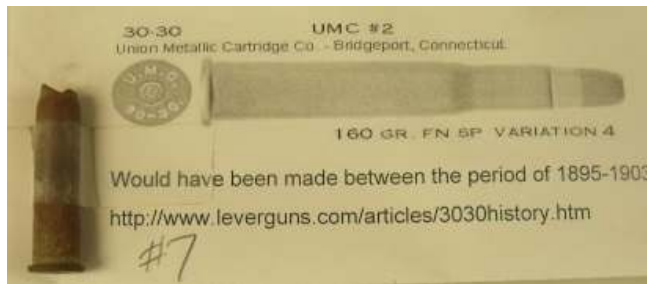 30-30 UMC #2
Union Metallic Cartridge Co. - Bridgeport, Connecticut.
U.M.C.
30-30.
160 GR. FN SP VARIATION 4
Would have been made between the period of 1895-1903
http://www.leverguns.com/articles/3030history.htm
#7